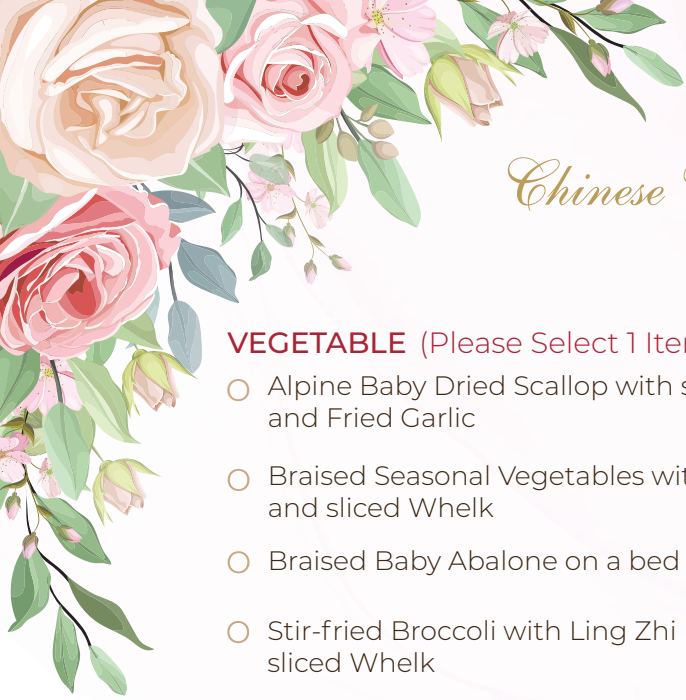 Chinese
VEGETABLE (Please Select 1
Alpine Baby Dried Scallop with
and Fried Garlic
Braised Seasonal Vegetables
and sliced Whelk
Braised Baby Abalone on a bed
Stir-fried Broccoli with Ling Zhi
sliced Whelk